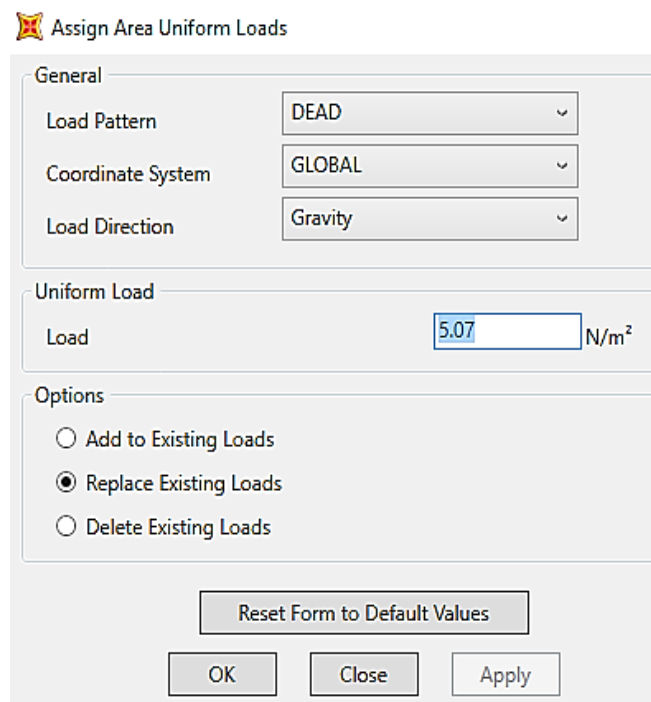 Assign Area Uniform Loads
General
Load Pattern DEAD
Coordinate System GLOBAL
Load Direction Gravity
Uniform Load
Load 5.07 N/m²
Options
Add to Existing Loads
Replace Existing Loads
Delete Existing Loads
Reset Form to Default Values
OK Close Apply